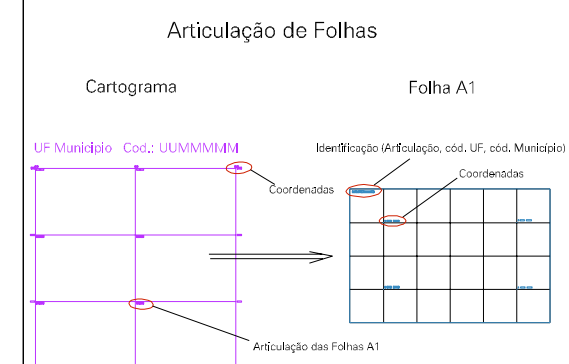 Articulação de Folhas
Cartograma
Folha A1
UF Municipio Cod.: UUMMMMM
Identificação (Articulação, cód. UF, cód. Município)
Coordenadas
Coordenadas
Articulação das Folhas A1